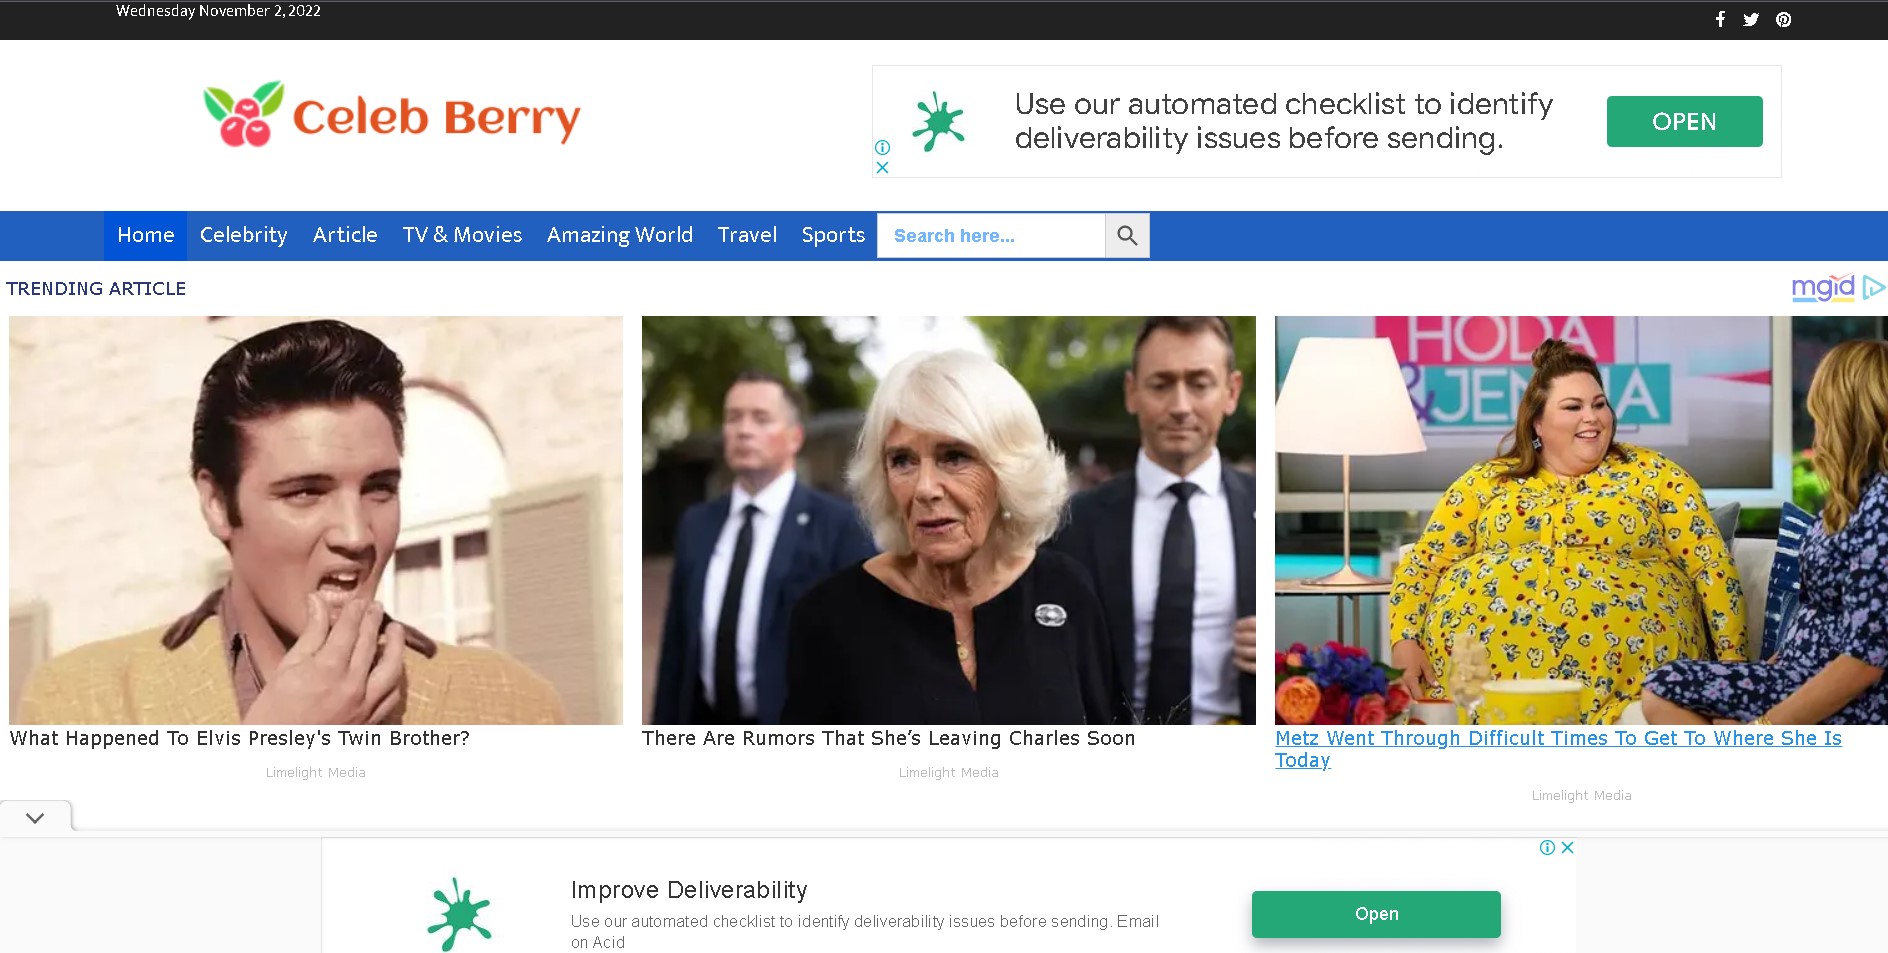 Wednesday November 2, 2022
Celeb Berry
Use our automated checklist to identify
deliverability issues before sending.
OPEN
Home Celebrity Article TV & Movies Amazing World Travel Sports Search here...
TRENDING ARTICLE
mgid
HODA
& JENNA
What Happened To Elvis Presley's Twin Brother?
Limelight Media
There Are Rumors That She’s Leaving Charles Soon
Limelight Media
Metz Went Through Difficult Times To Get To Where She Is
Today
Limelight Media
Improve Deliverability
Use our automated checklist to identify deliverability issues before sending. Email
on Acid
Open